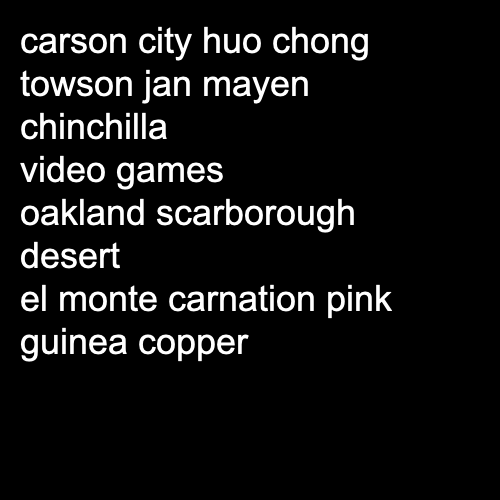 carson city huo chong
towson jan mayen
chinchilla
video games
oakland scarborough
desert
el monte carnation pink
guinea copper